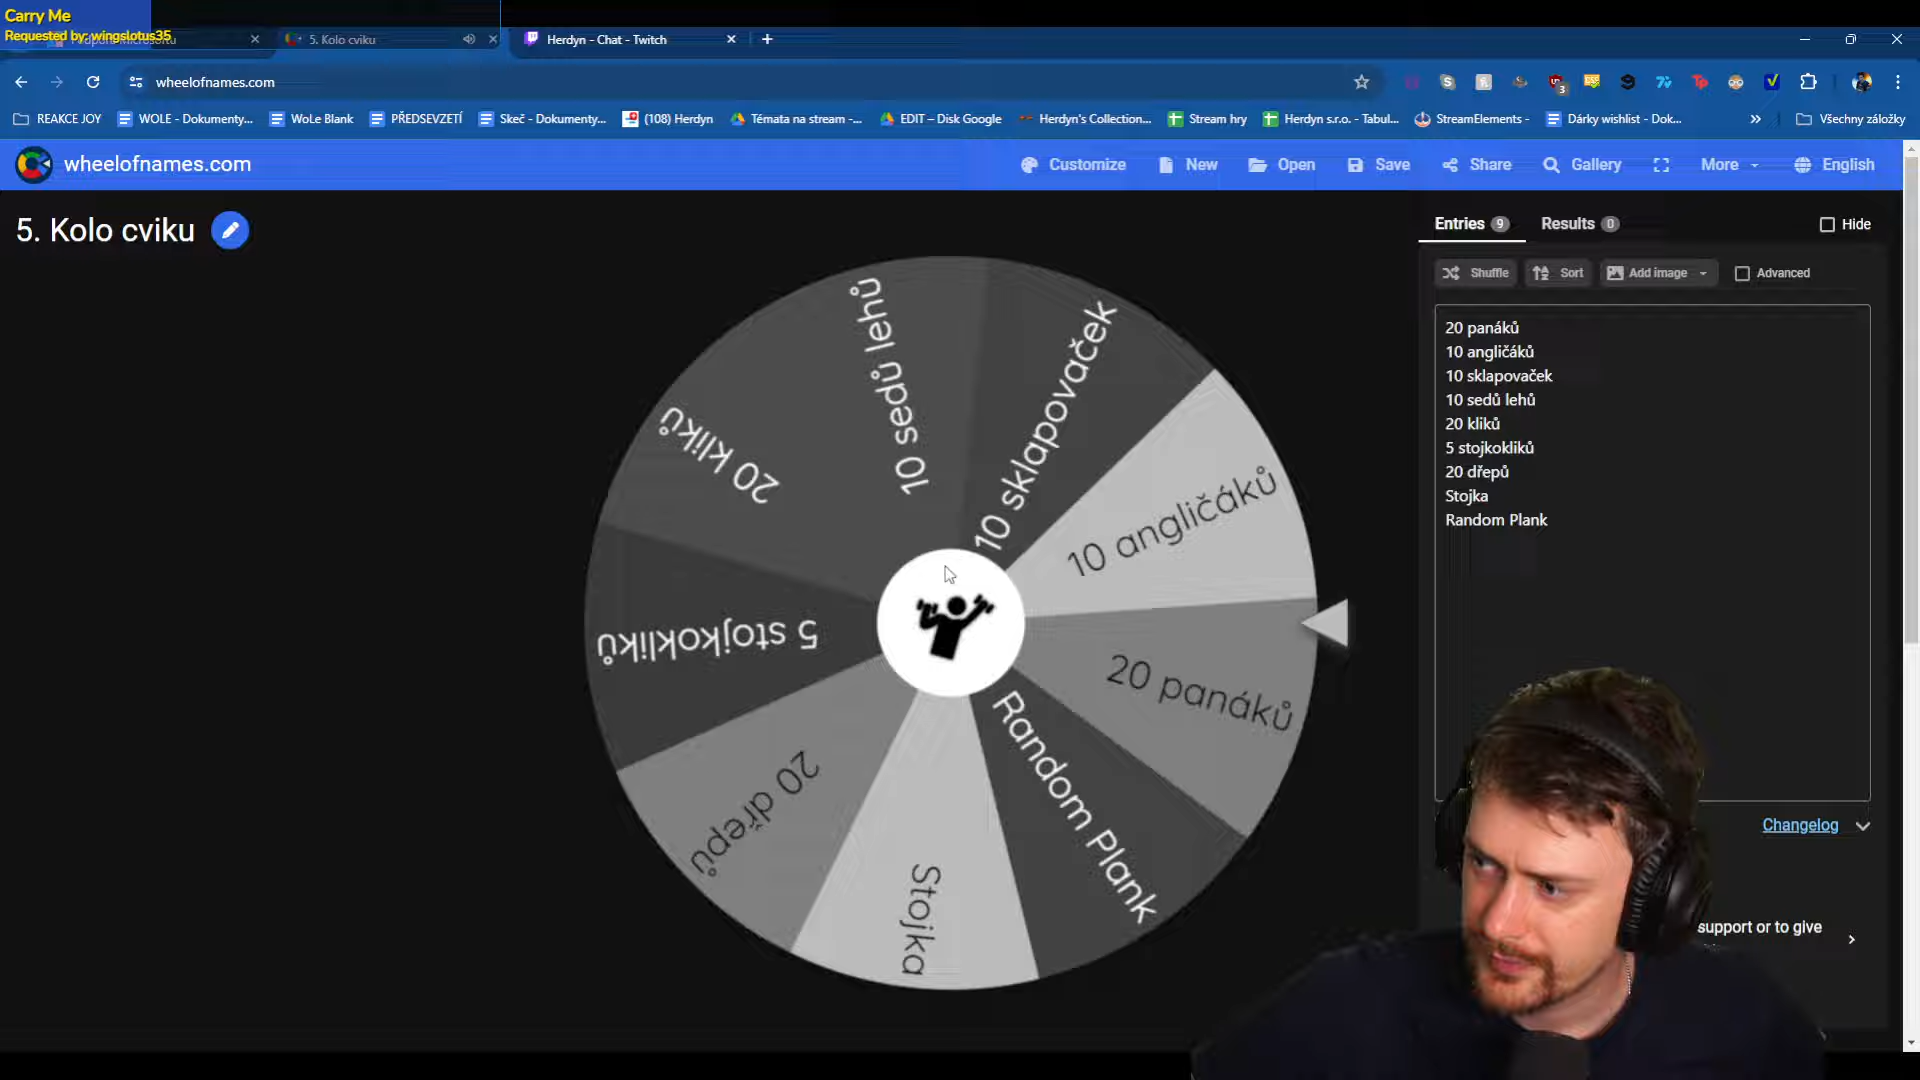 Carry Me
Requested by: wingslotus35
5. Kolo cviku
Herdyn - Chat - Twitch
wheelofnames.com
3
REAKCE JOY
WOLE - Dokumenty...
WoLe Blank
PŘEDSEVZETÍ
Skeč - Dokumenty...
(108) Herdyn
Témata na stream -...
EDIT – Disk Google
Herdyn's Collection...
Stream hry
Herdyn s.r.o. - Tabul...
StreamElements -
Dárky wishlist - Dok...
Všechny záložky
wheelofnames.com
Customize
New
Open
Save
Share
Gallery
More
English
5. Kolo cviku
Entries 9
Results 0
Hide
Shuffle
Sort
Add image
Advanced
20 panáků
10 angličáků
10 sklapovaček
10 sedů lehů
20 kliků
5 stojkokliků
20 dřepů
Stojka
Random Plank
10 sedů lehů
10 sklapovaček
20 kliků
10 angličáků
5 stojkokliků
20 panáků
Random Plank
20 dřepů
Stojka
Changelog
support or to give